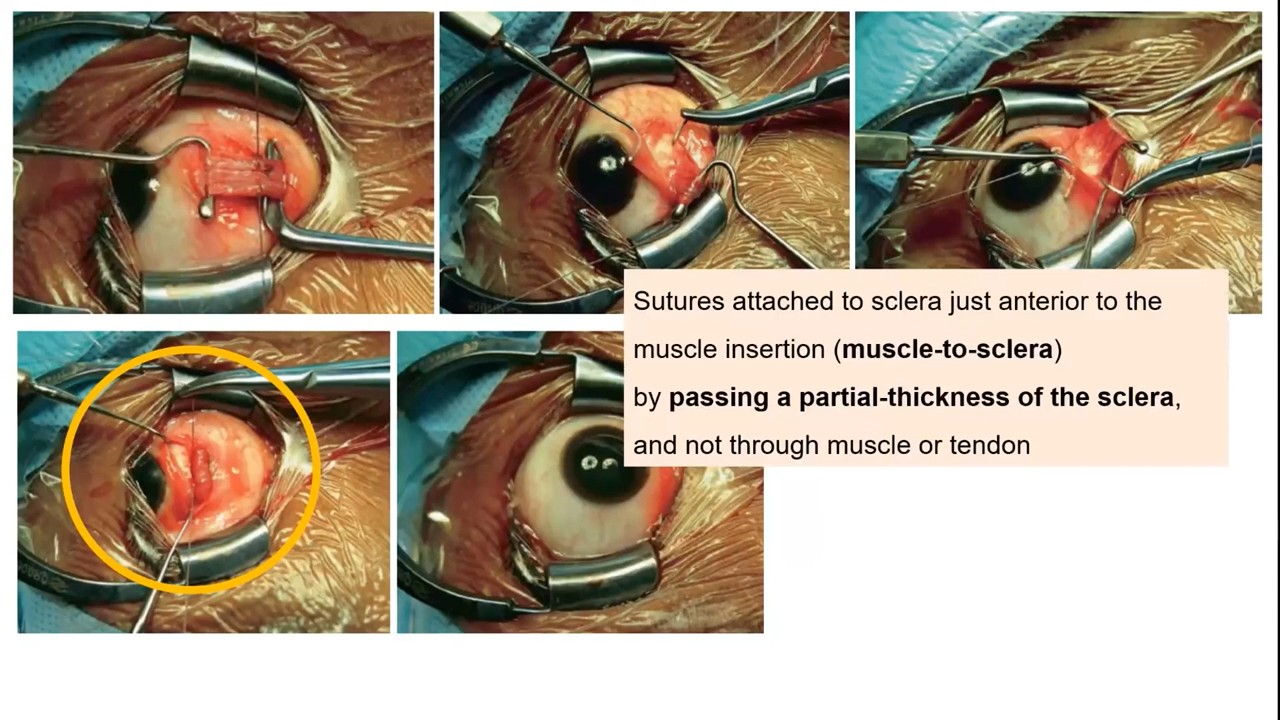 Sutures attached to sclera just anterior to the
muscle insertion (muscle-to-sclera)
by passing a partial-thickness of the sclera,
and not through muscle or tendon